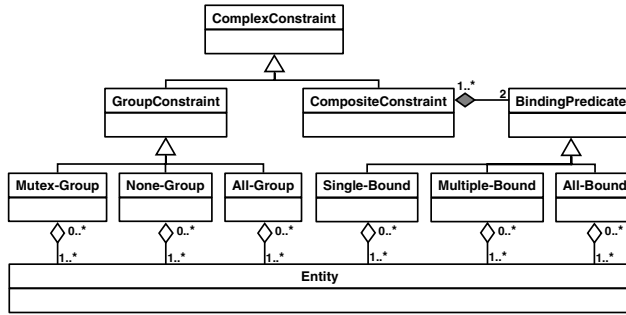 ComplexConstraint
GroupConstraint
CompositeConstraint
1..*
2
BindingPredicate
Mutex-Group
None-Group
All-Group
Single-Bound
Multiple-Bound
All-Bound
0..* 0..* 0..* 0..* 0..* 0..*
1..* 1..* 1..* 1..* 1..* 1..*
Entity